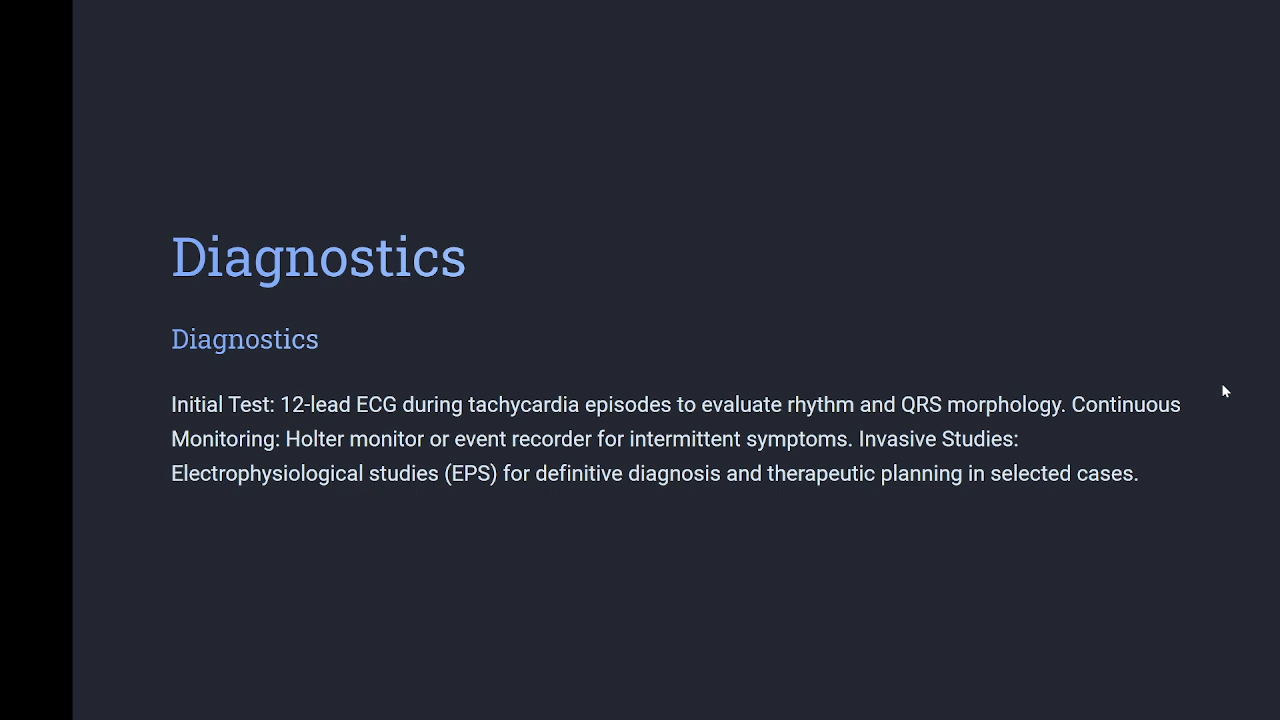 Diagnostics
Diagnostics
Initial Test: 12-lead ECG during tachycardia episodes to evaluate rhythm and QRS morphology. Continuous
Monitoring: Holter monitor or event recorder for intermittent symptoms. Invasive Studies:
Electrophysiological studies (EPS) for definitive diagnosis and therapeutic planning in selected cases.